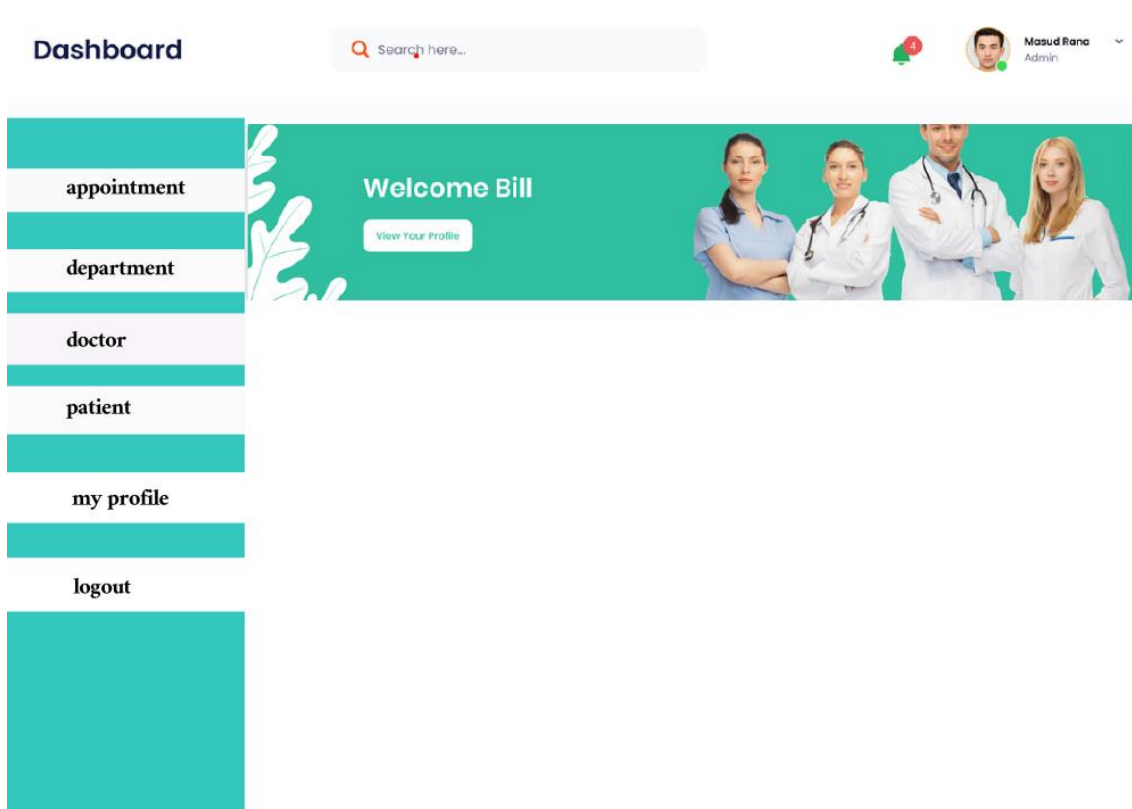 Dashboard
Search here...
4
Masud Rana
Admin
appointment
department
doctor
patient
my profile
logout
Welcome Bill
View Your Profile